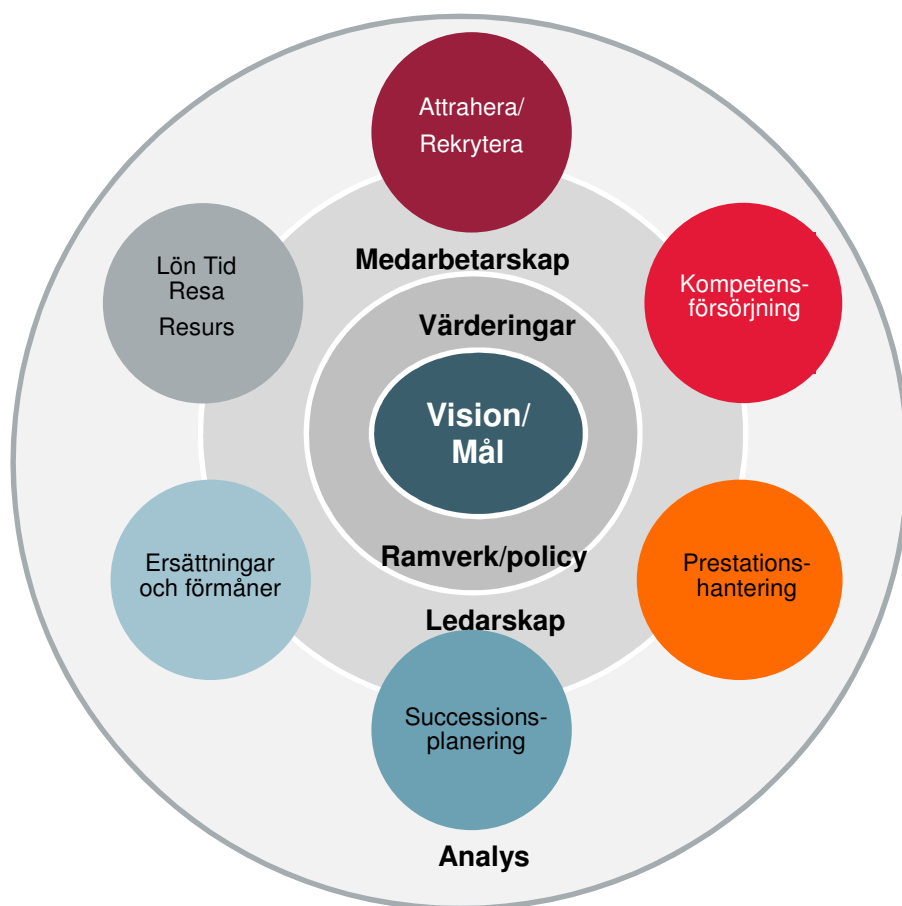 Attrahera/
Rekrytera
Medarbetarskap
Lön Tid
Resa
Resurs
Kompetens-
försörjning
Värderingar
Vision/
Mål
Ramverk/policy
Ersättningar
och förmåner
Prestations-
hantering
Ledarskap
Successions-
planering
Analys